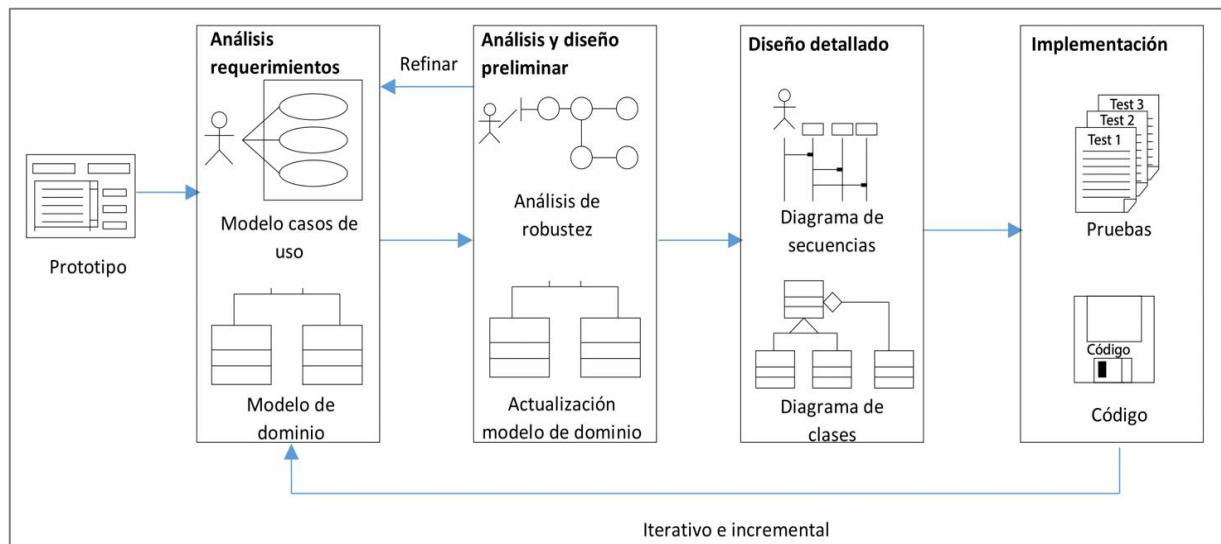 Prototipo
Análisis
requerimientos
Modelo casos de
uso
Modelo de
dominio
Refinar
Análisis y diseño
preliminar
Análisis de
robustez
Actualización
modelo de dominio
Diseño detallado
Diagrama de
secuencias
Diagrama de
clases
Implementación
Test 3
Test 2
Test 1
Pruebas
Código
Código
Iterativo e incremental